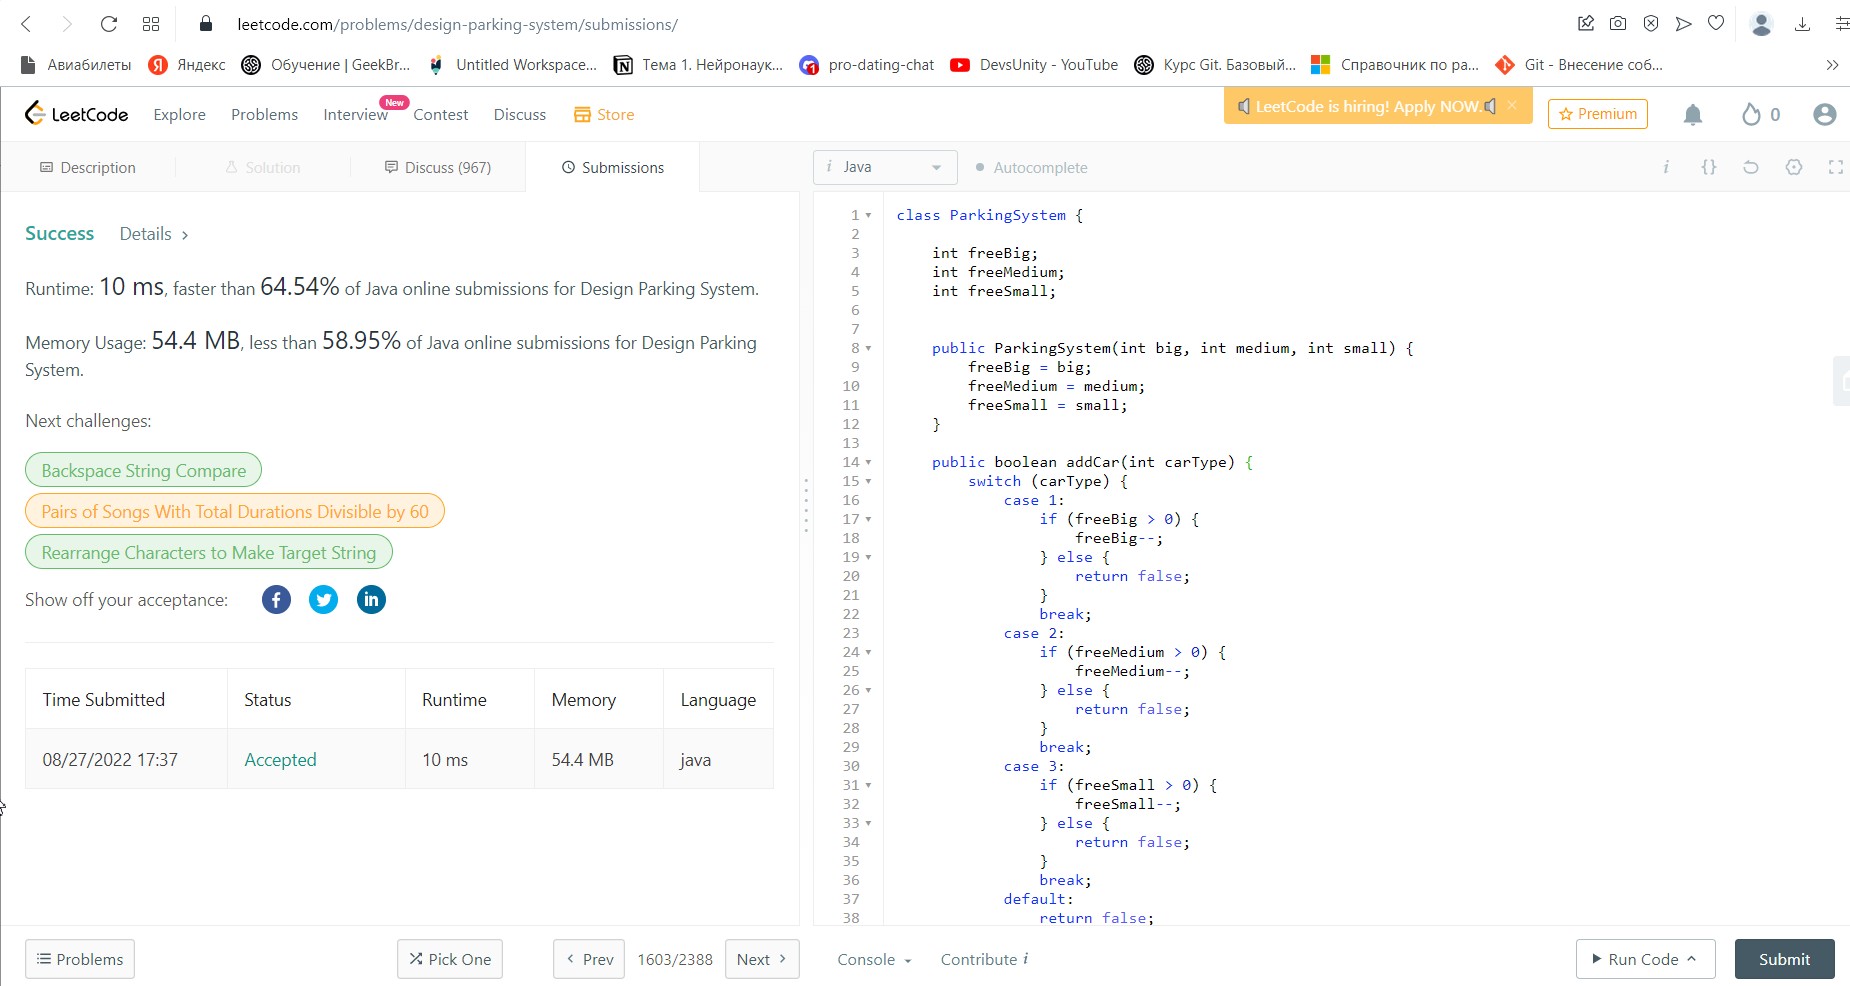 leetcode.com/problems/design-parking-system/submissions/
Авиабилеты Яндекс Обучение | GeekBr... Untitled Workspace... Тема 1. Нейронаук... pro-dating-chat DevsUnity - YouTube Курс Git. Базовый... Справочник по ра... Git - Внесение соб...
LeetCode Explore Problems Interview New Contest Discuss Store LeetCode is hiring! Apply NOW. Premium 0
Description Solution Discuss (967) Submissions
Success Details >
Runtime: 10 ms, faster than 64.54% of Java online submissions for Design Parking System.
Memory Usage: 54.4 MB, less than 58.95% of Java online submissions for Design Parking
System.
Next challenges:
Backspace String Compare
Pairs of Songs With Total Durations Divisible by 60
Rearrange Characters to Make Target String
Show off your acceptance:
Time Submitted Status Runtime Memory Language
08/27/2022 17:37 Accepted 10 ms 54.4 MB java
i Java Autocomplete i {}
1 class ParkingSystem {
2
3 int freeBig;
4 int freeMedium;
5 int freeSmall;
6
7
8 public ParkingSystem(int big, int medium, int small) {
9 freeBig = big;
10 freeMedium = medium;
11 freeSmall = small;
12 }
13
14 public boolean addCar(int carType) {
15 switch (carType) {
16 case 1:
17 if (freeBig > 0) {
18 freeBig--;
19 } else {
20 return false;
21 }
22 break;
23 case 2:
24 if (freeMedium > 0) {
25 freeMedium--;
26 } else {
27 return false;
28 }
29 break;
30 case 3:
31 if (freeSmall > 0) {
32 freeSmall--;
33 } else {
34 return false;
35 }
36 break;
37 default:
38 return false;
Problems Pick One < Prev 1603/2388 Next > Console Contribute i Run Code Submit